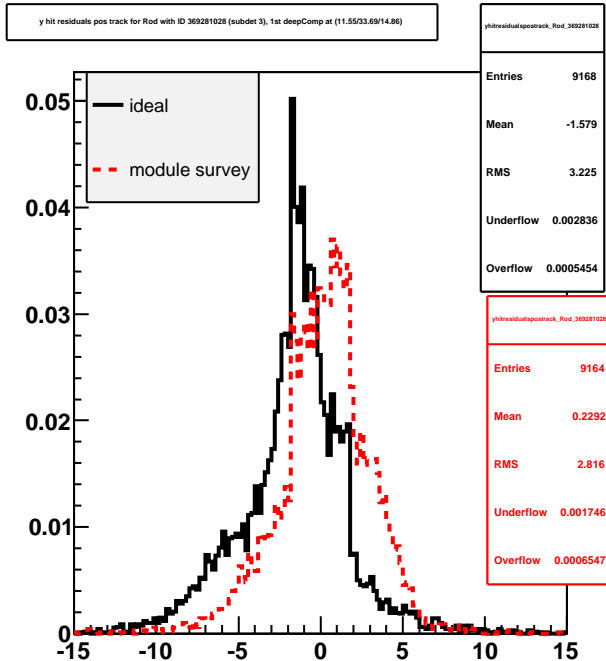 y hit residuals pos track for Rod with ID 369281028 (subdet 3), 1st deepComp at (11.55/33.69/14.86)
yhitresidualspostrack_Rod_369281028
Entries 9168
Mean -1.579
RMS 3.225
Underflow 0.002836
Overflow 0.0005454
yhitresidualspostrack_Rod_369281028
Entries 9164
Mean 0.2292
RMS 2.816
Underflow 0.001746
Overflow 0.0006547
ideal
module survey
0.05
0.04
0.03
0.02
0.01
0
-15 -10 -5 0 5 10 15